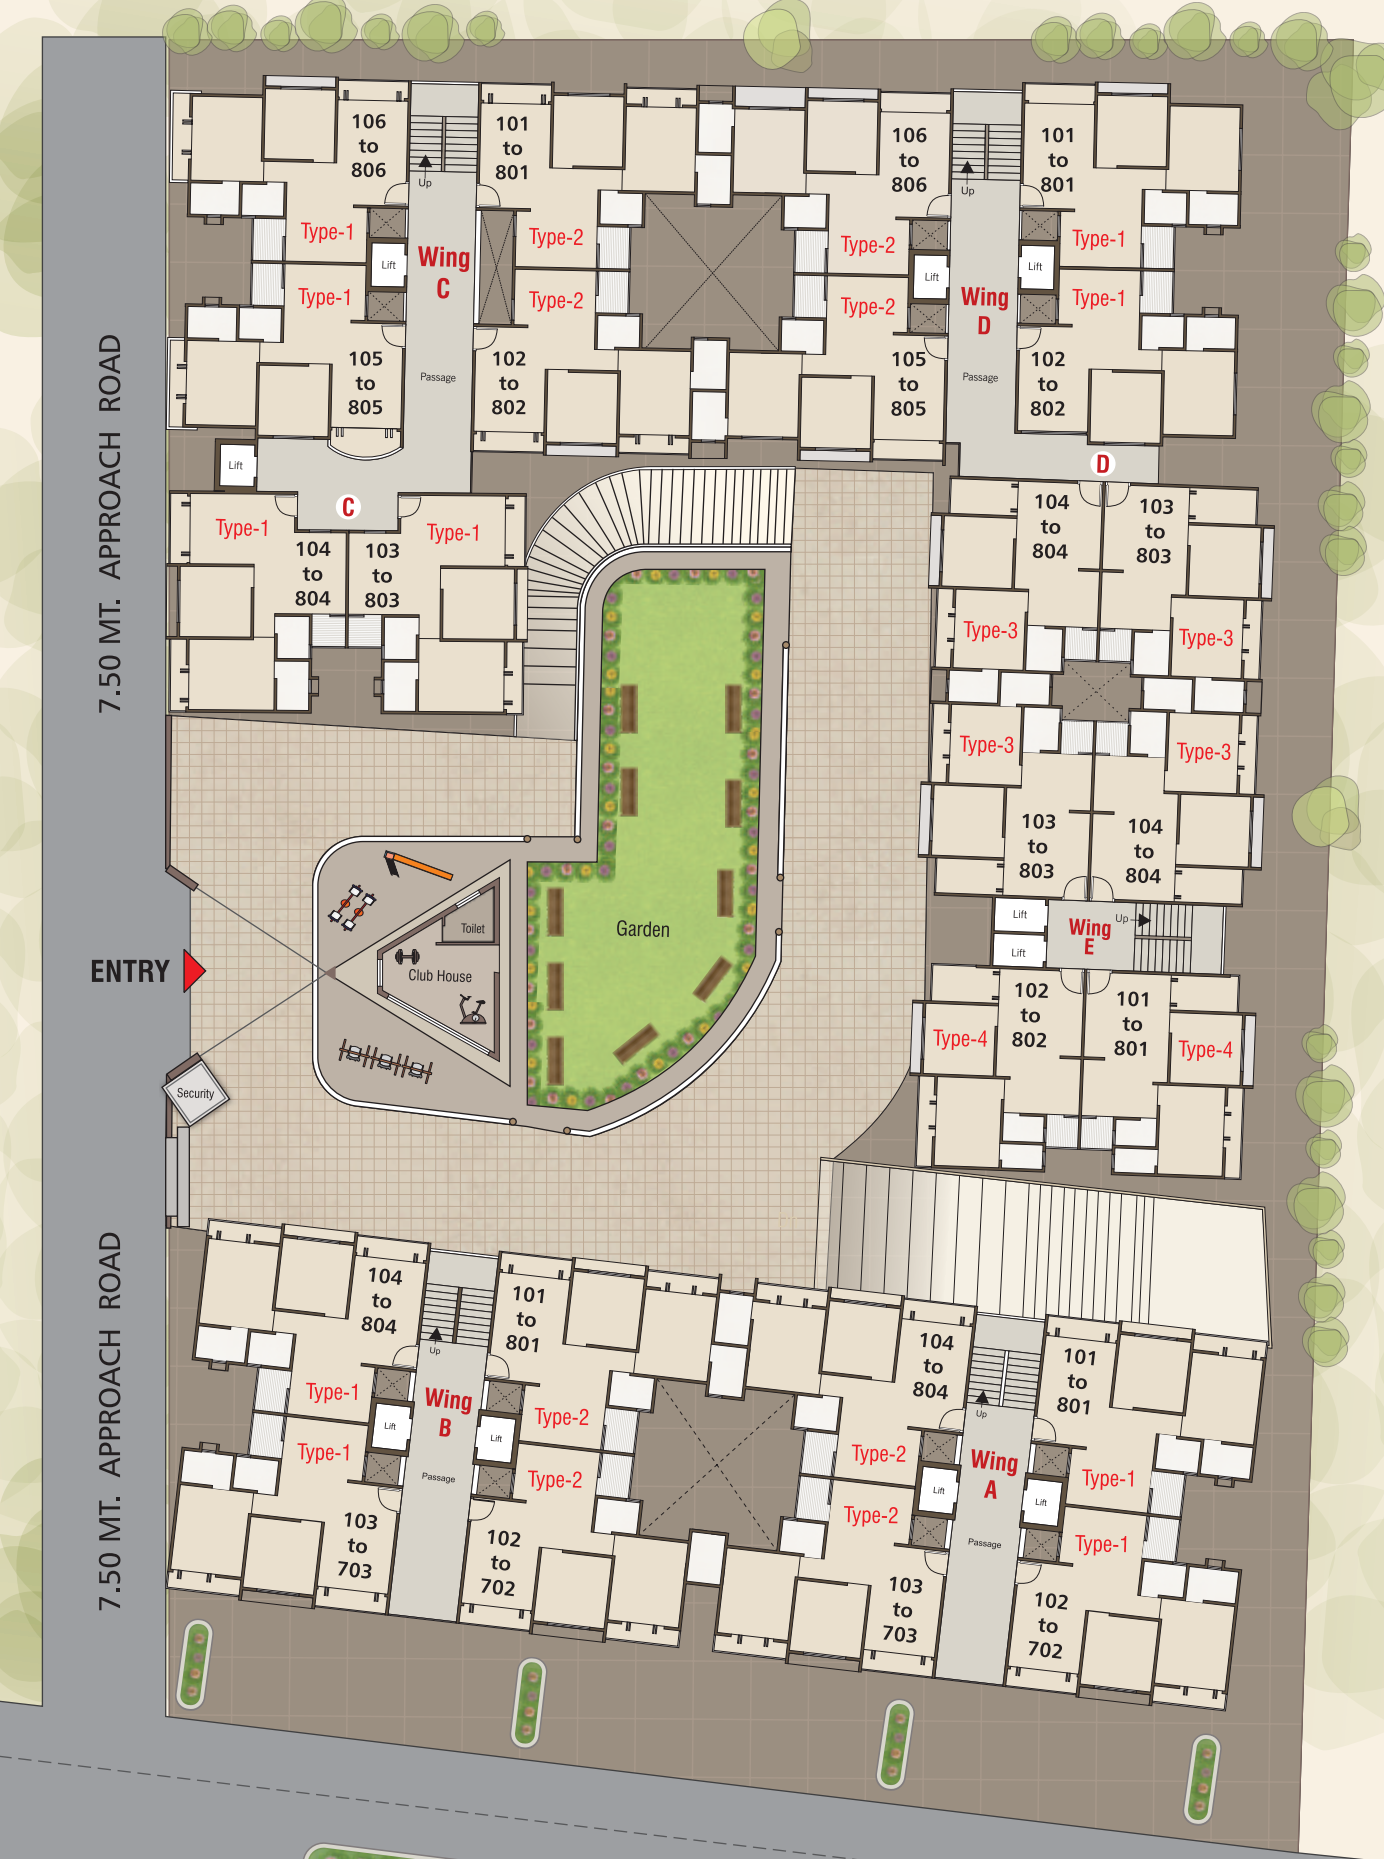 106
to
806
Type-1
Up
101
to
801
Type-2
106
to
806
Type-2
Up
101
to
801
Type-1
Lift
Wing
C
Lift
Wing
D
Lift
Type-1
105
to
805
Passage
Type-2
102
to
802
Type-2
105
to
805
Passage
Type-1
102
to
802
Lift
C
D
Type-1
104
to
804
Type-1
103
to
803
104
to
804
103
to
803
Type-3
Type-3
Type-3
Type-3
103
to
803
104
to
804
Lift
Lift
Wing
E
Up
102
to
802
101
to
801
Type-4
Type-4
7.50 MT. APPROACH ROAD
ENTRY
Toilet
Club House
Garden
Security
7.50 MT. APPROACH ROAD
104
to
804
Type-1
Up
101
to
801
Type-2
104
to
804
Type-2
Up
101
to
801
Type-1
Lift
Wing
B
Lift
Lift
Wing
A
Lift
Type-1
103
to
703
Passage
Type-2
102
to
702
Type-2
103
to
703
Passage
Type-1
102
to
702